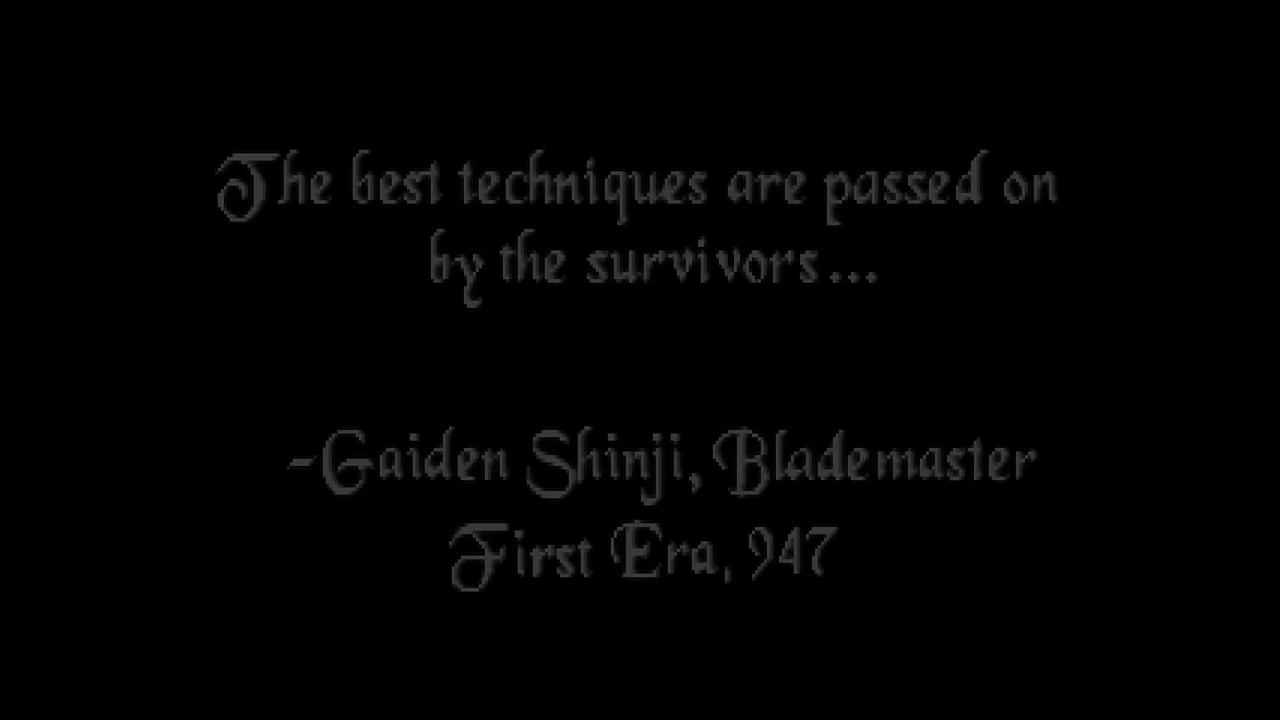 The best techniques are passed on
by the survivors...
-Gaiden Shinji, Blademaster
First Era, 947